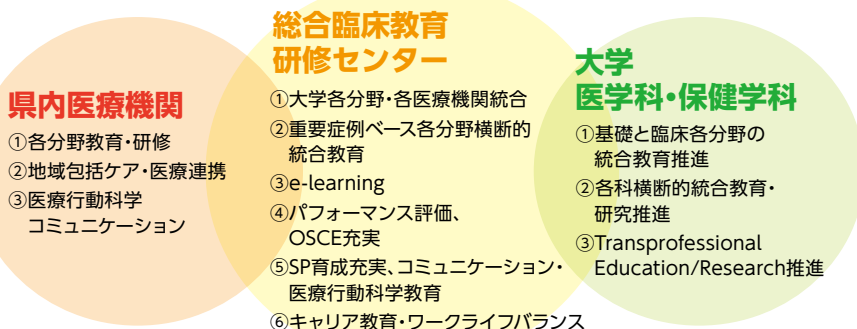 県内医療機関
①各分野教育・研修
②地域包括ケア・医療連携
③医療行動科学
コミュニケーション
総合臨床教育
研修センター
①大学各分野・各医療機関統合
②重要症例ベース各分野横断的
統合教育
③e-learning
④パフォーマンス評価、
OSCE充実
⑤SP育成充実、コミュニケーション・
医療行動科学教育
⑥キャリア教育・ワークライフバランス
大学
医学科・保健学科
①基礎と臨床各分野の
統合教育推進
②各科横断的統合教育・
研究推進
③Transprofessional
Education/Research推進